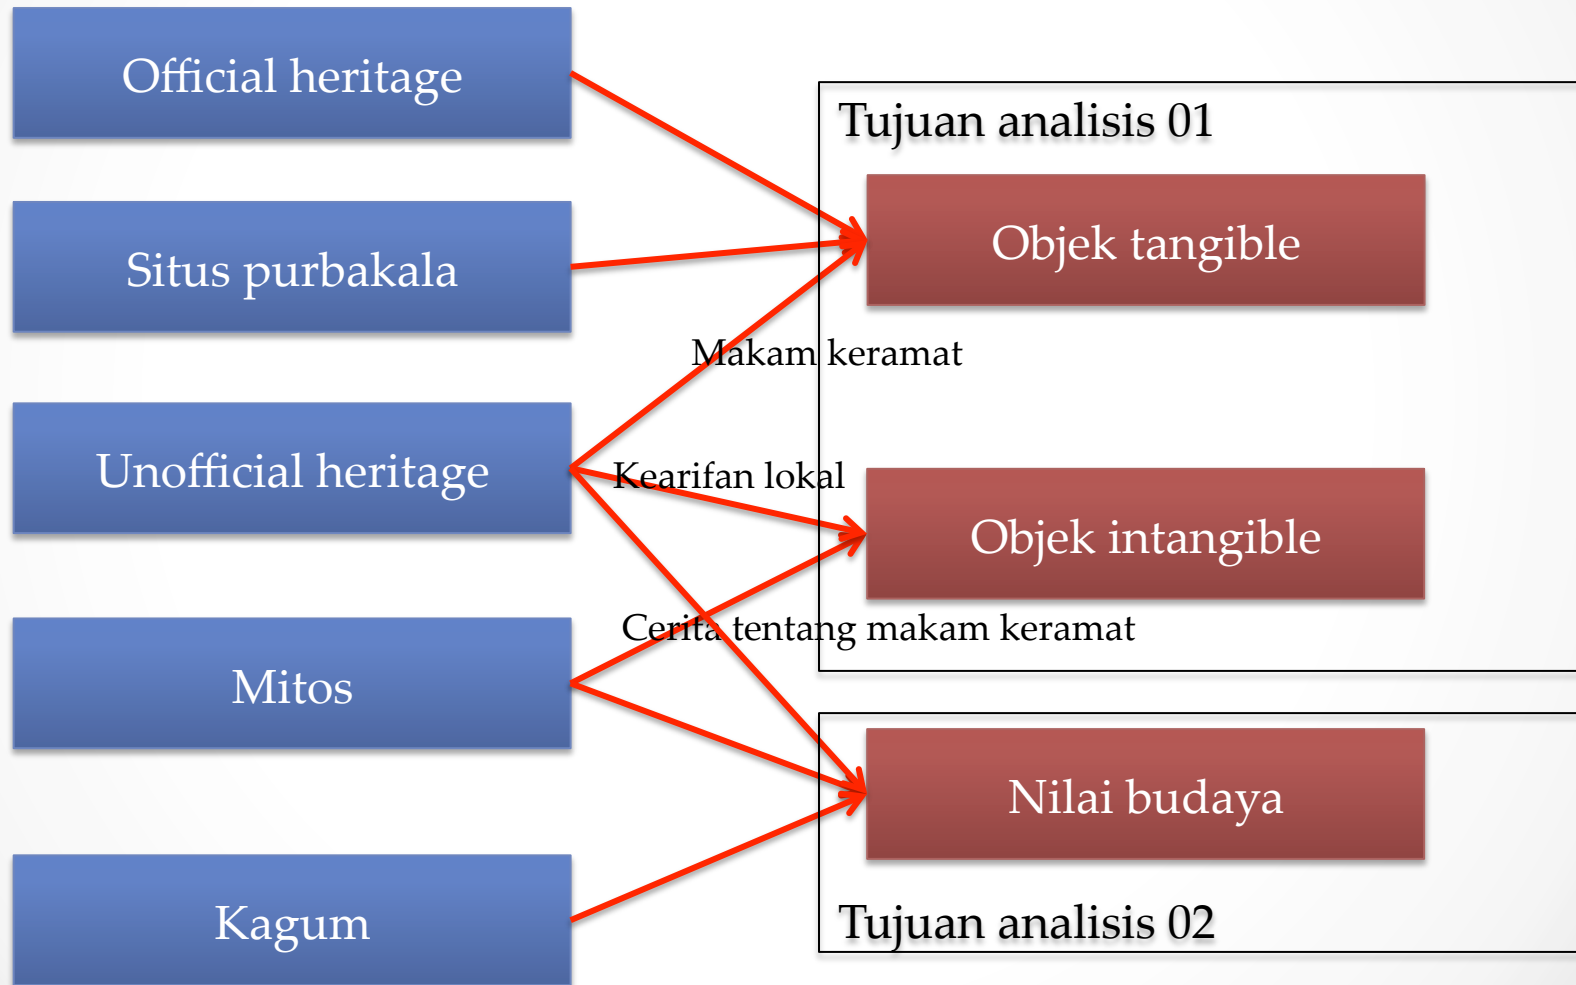 Official heritage
Tujuan analisis 01
Situs purbakala
Objek tangible
Makam keramat
Unofficial heritage
Kearifan lokal
Objek intangible
Cerita tentang makam keramat
Mitos
Nilai budaya
Kagum
Tujuan analisis 02